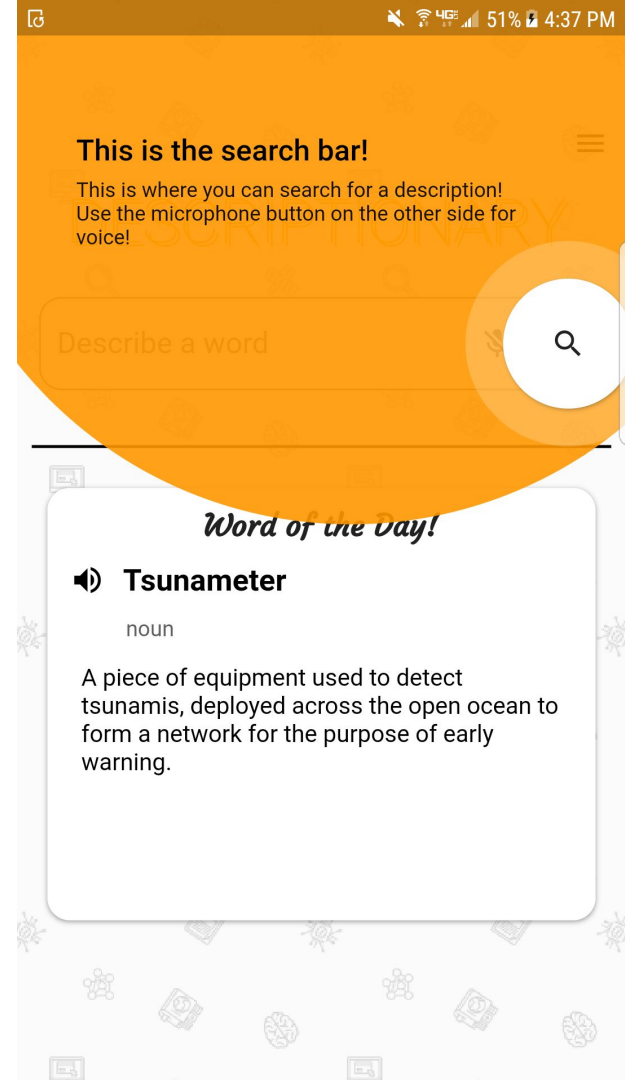 4GE 51% 4:37 PM
This is the search bar!
This is where you can search for a description!
Use the microphone button on the other side for
voice!
DESCRIPTIONARY
Describe a word
Word of the Day!
Tsunameter
noun
A piece of equipment used to detect
tsunamis, deployed across the open ocean to
form a network for the purpose of early
warning.